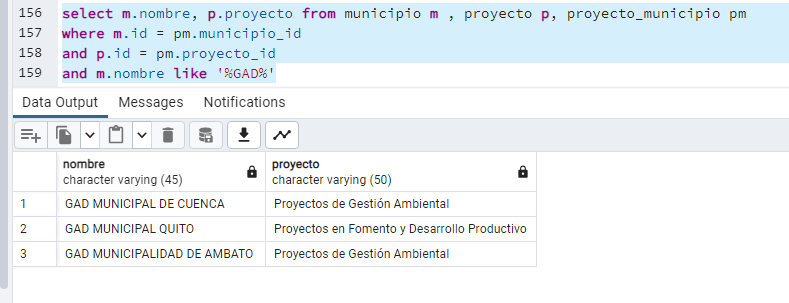 156 select m.nombre, p.proyecto from municipio m , proyecto p, proyecto_municipio pm
157 where m.id = pm.municipio_id
158 and p.id = pm.proyecto_id
159 and m.nombre like '%GAD%'
Data Output Messages Notifications
nombre proyecto
character varying (45) character varying (50)
1 GAD MUNICIPAL DE CUENCA Proyectos de Gestión Ambiental
2 GAD MUNICIPAL QUITO Proyectos en Fomento y Desarrollo Productivo
3 GAD MUNICIPALIDAD DE AMBATO Proyectos de Gestión Ambiental